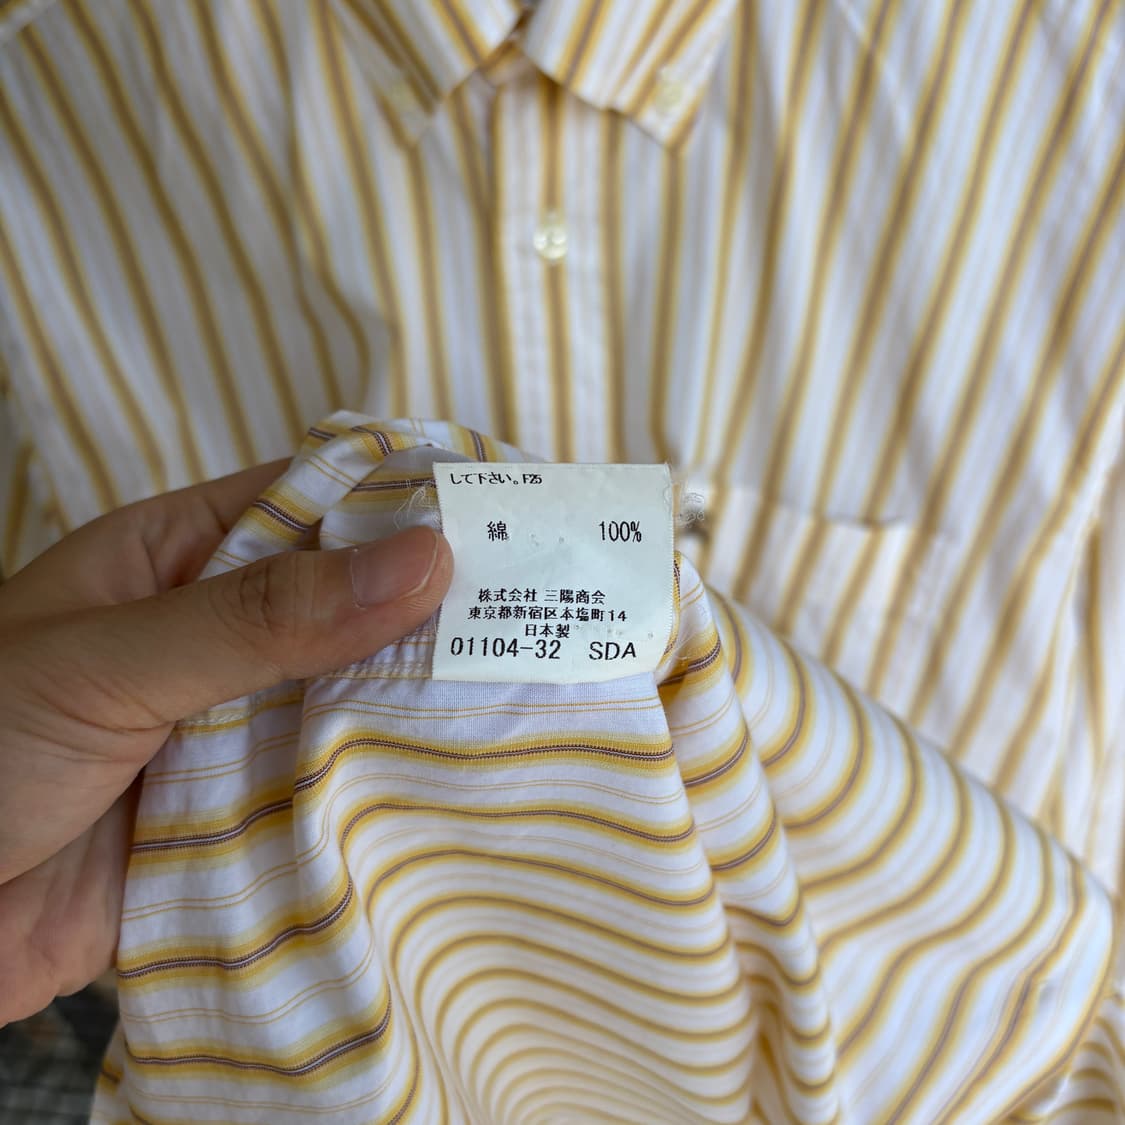 して下さい。F25
綿 100%
株式会社 三陽商会
東京都新宿区本塩町14
日本製
01104-32 SDA